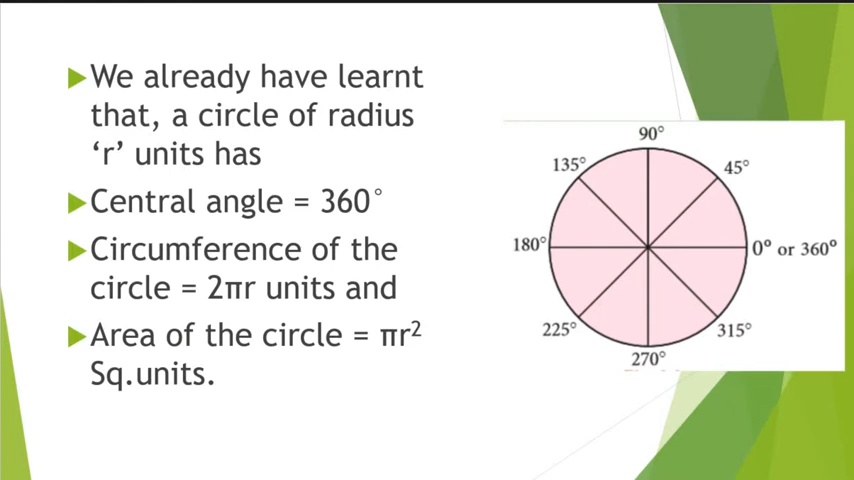 We already have learnt
that, a circle of radius
‘r’ units has
Central angle = 360°
Circumference of the
circle = 2πr units and
Area of the circle = πr²
Sq.units.
90°
135°
45°
180°
0° or 360°
225°
315°
270°